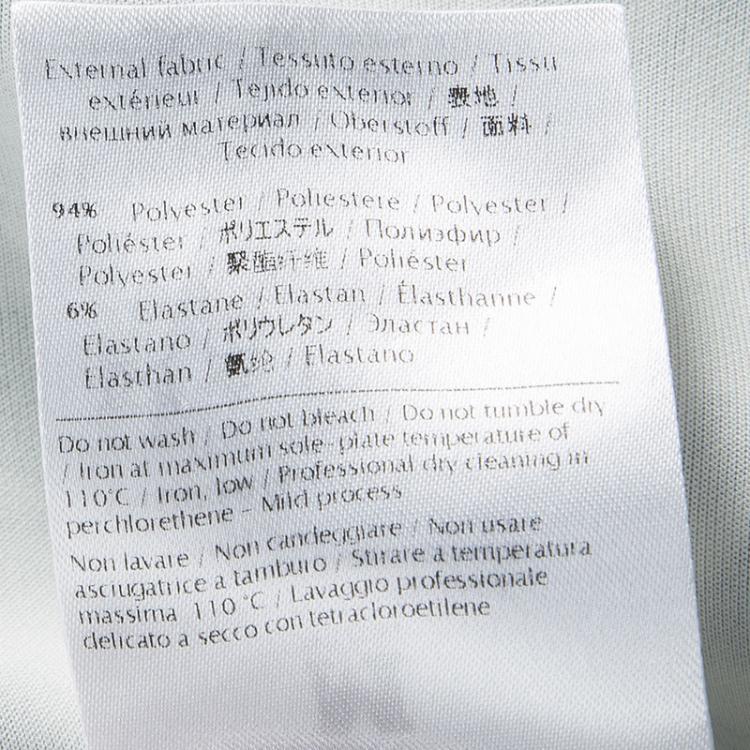 External fabric / Tessuto esterno / Tissu
extérieur / Tejido exterior / 表地 /
внешний материал / Oberstoff / 面料 /
Tecido exterior
94% Polyester / Poliestere / Polyester /
Poliéster / ポリエステル / Полиэфир /
Polyester / 聚酯纤维 / Poliéster
6% Elastane / Elastan / Élasthanne /
Elastano / ポリウレタン / Эластан /
Elasthan / 氨纶 / Elastano
Do not wash / Do not bleach / Do not tumble dry
/ Iron at maximum sole-plate temperature of
110°C / Iron, low / Professional dry cleaning in
perchlorethene - Mild process
Non lavare / Non candeggiare / Non usare
asciugatrice a tamburo / Stirare a temperatura
massima 110 °C / Lavaggio professionale
delicato a secco con tetracloroetilene